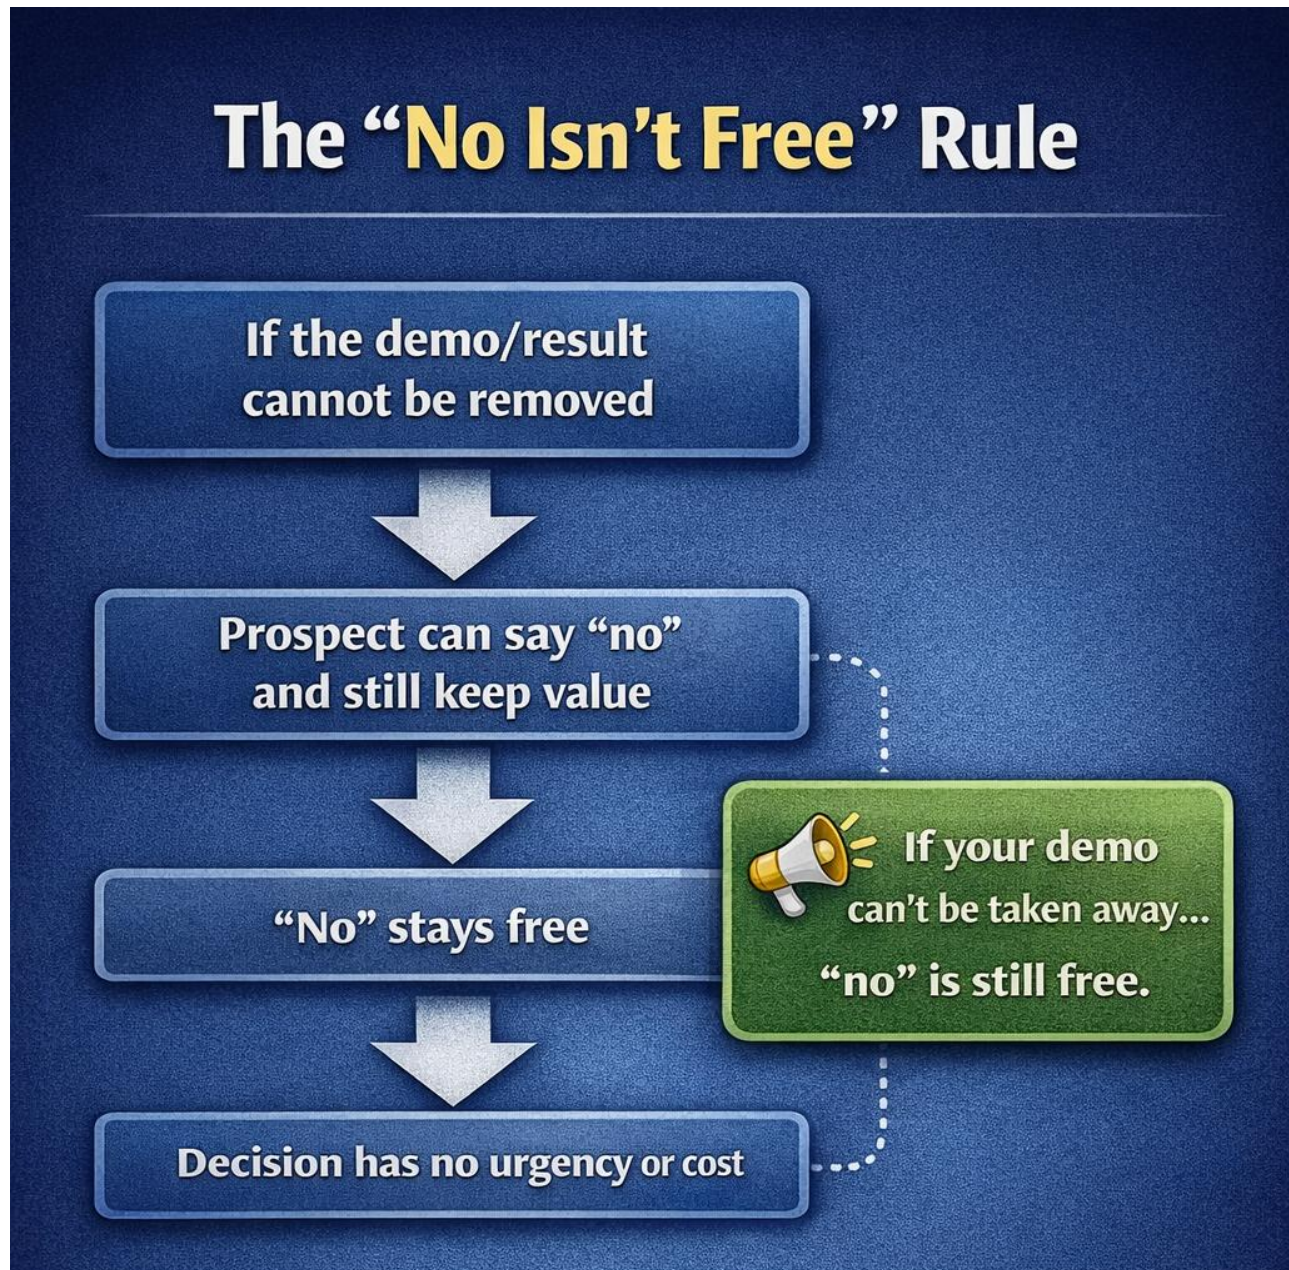 The “No Isn’t Free” Rule
If the demo/result
cannot be removed
Prospect can say “no”
and still keep value
“No” stays free
If your demo
can’t be taken away...
“no” is still free.
Decision has no urgency or cost